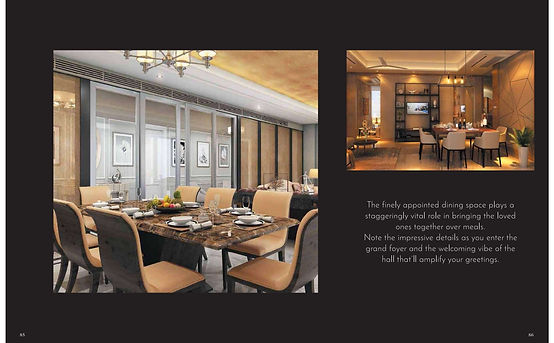 The finely appointed dining space plays a
staggeringly vital role in bringing the loved
ones together over meals.
Note the impressive details as you enter the
grand foyer and the welcoming vibe of the
hall that'll amplify your greetings.
85
86